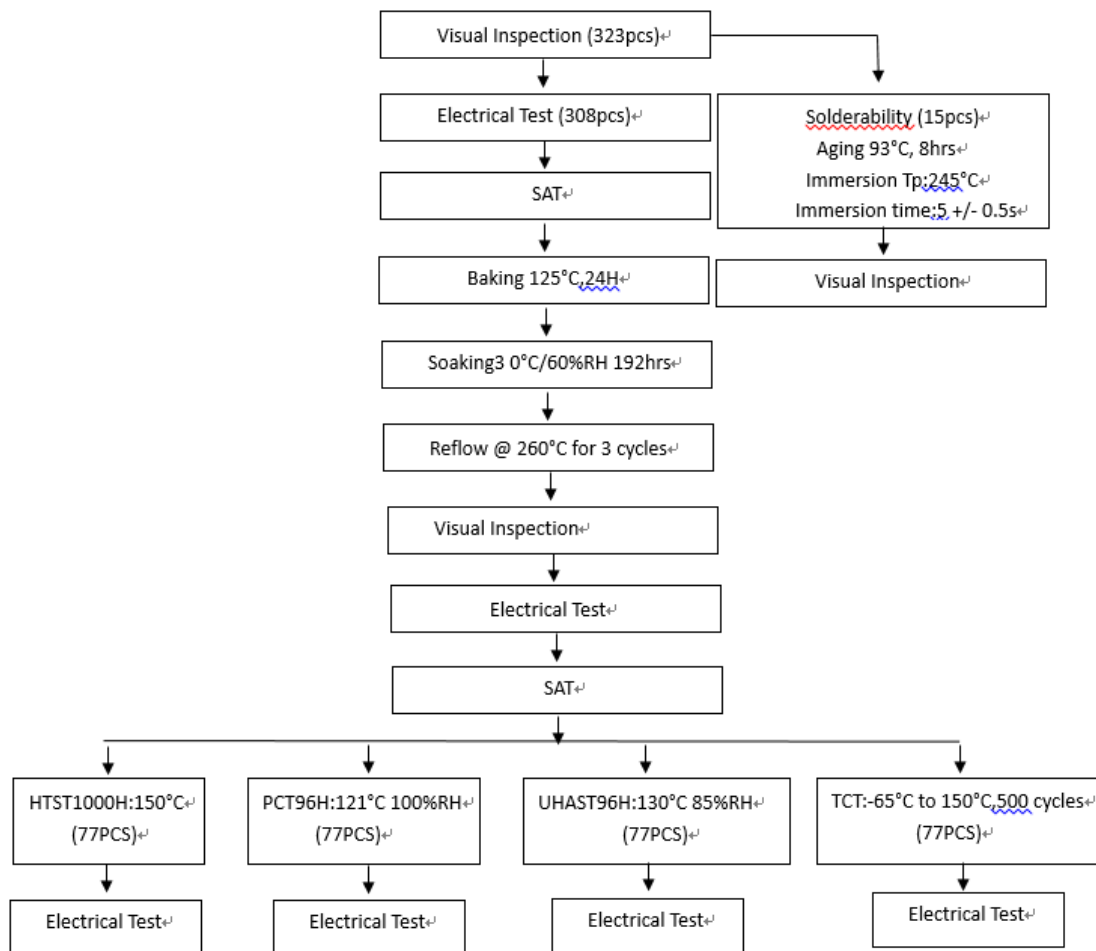 Visual Inspection (323pcs)↵
Electrical Test (308pcs)↵
Solderability (15pcs)↵
Aging 93°C, 8hrs↵
Immersion Tp:245°C↵
Immersion time:5 +/- 0.5s↵
SAT↵
Baking 125°C,24H↵
Visual Inspection↵
Soaking3 0°C/60%RH 192hrs↵
Reflow @ 260°C for 3 cycles↵
Visual Inspection↵
Electrical Test↵
SAT↵
HTST1000H:150°C↵
(77PCS)↵
PCT96H:121°C 100%RH↵
(77PCS)↵
UHAST96H:130°C 85%RH↵
(77PCS)↵
TCT:-65°C to 150°C,500 cycles↵
(77PCS)↵
Electrical Test↵
Electrical Test↵
Electrical Test↵
Electrical Test↵